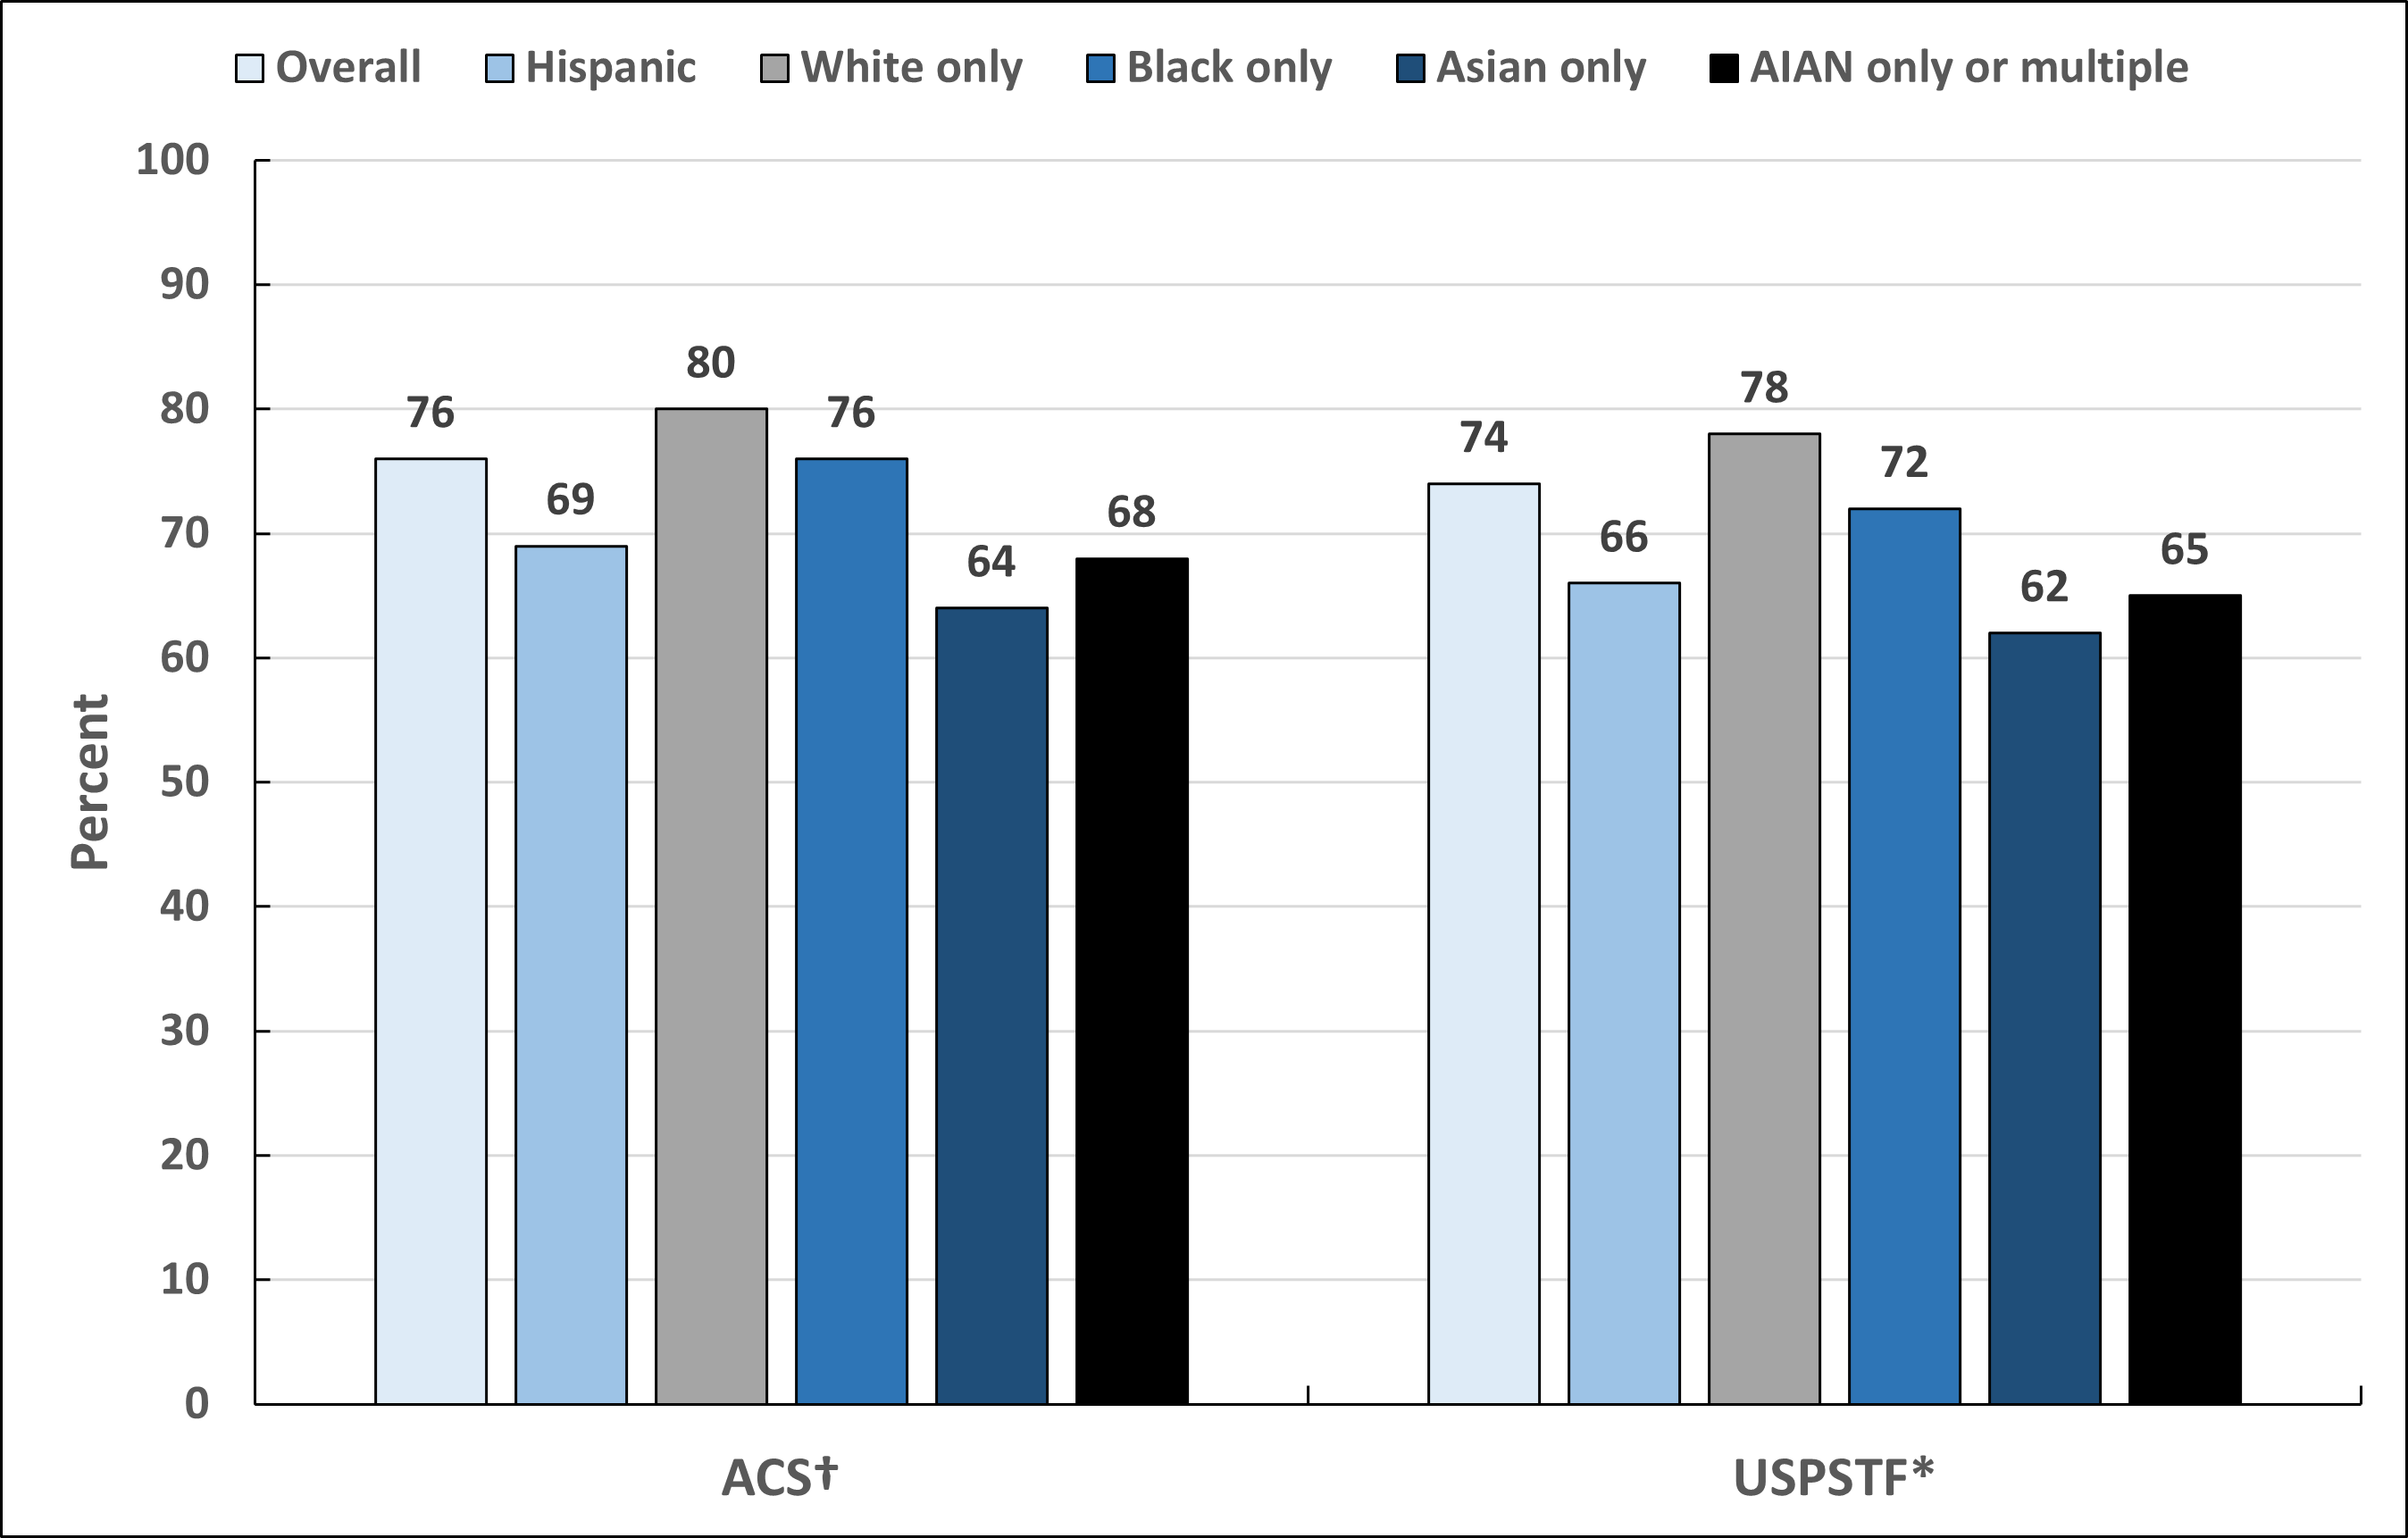 Overall Hispanic White only Black only Asian only AIAN only or multiple
100
90
80
70
60
50
40
30
20
10
0
Percent
76 69 80 76 64 68
74 66 78 72 62 65
ACS† USPSTF*